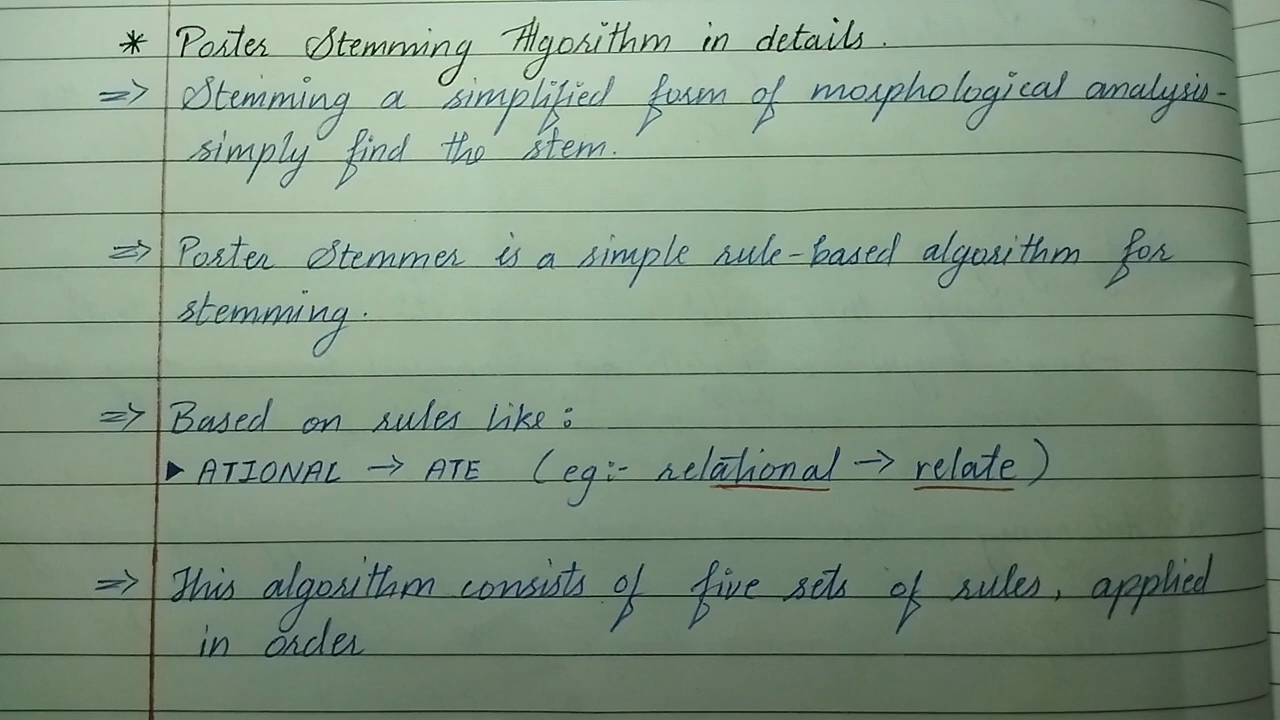 * Porter Stemming Algorithm in details.
=> Stemming a simplified form of morphological analysis-
simply find the stem.
=> Porter Stemmer is a simple rule-based algorithm for
stemming.
=> Based on rules like:
▶ ATIONAL → ATE (eg:- relational → relate)
=> This algorithm consists of five sets of rules, applied
in order